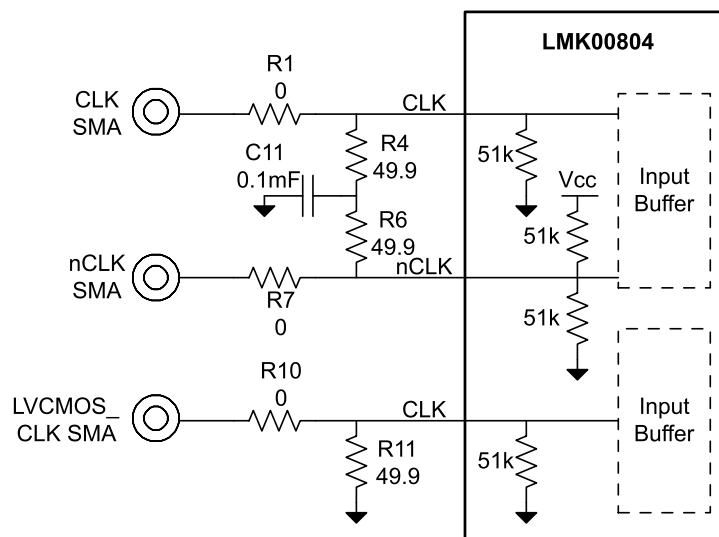 LMK00804
R1
0
CLK
SMA
CLK
R4
49.9
C11
0.1mF
51k
Vcc
Input
Buffer
R6
49.9
51k
nCLK
SMA
nCLK
R7
0
51k
R10
0
LVCMOS_
CLK SMA
CLK
Input
Buffer
R11
49.9
51k